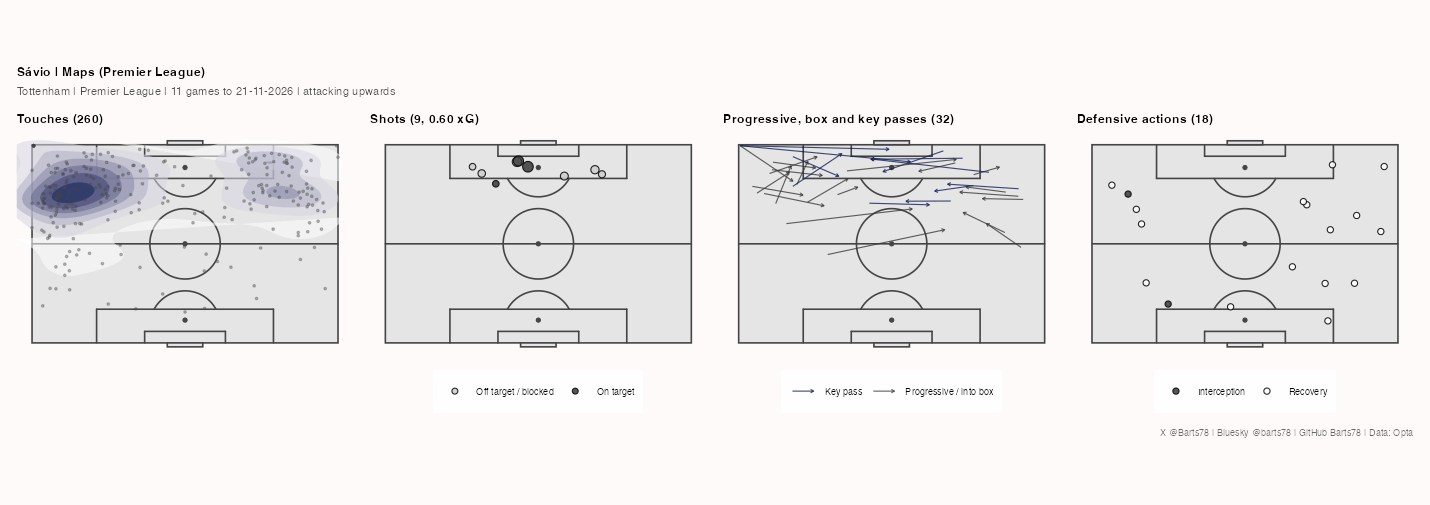 Sávio | Maps (Premier League)
Tottenham | Premier League | 11 games to 21-11-2026 | attacking upwards
Touches (260)
Shots (9, 0.60 xG)
Progressive, box and key passes (32)
Defensive actions (18)
Off target / blocked
On target
Key pass
Progressive / into box
Interception
Recovery
X @Barts78 | Bluesky @barts78 | GitHub Barts78 | Data: Opta